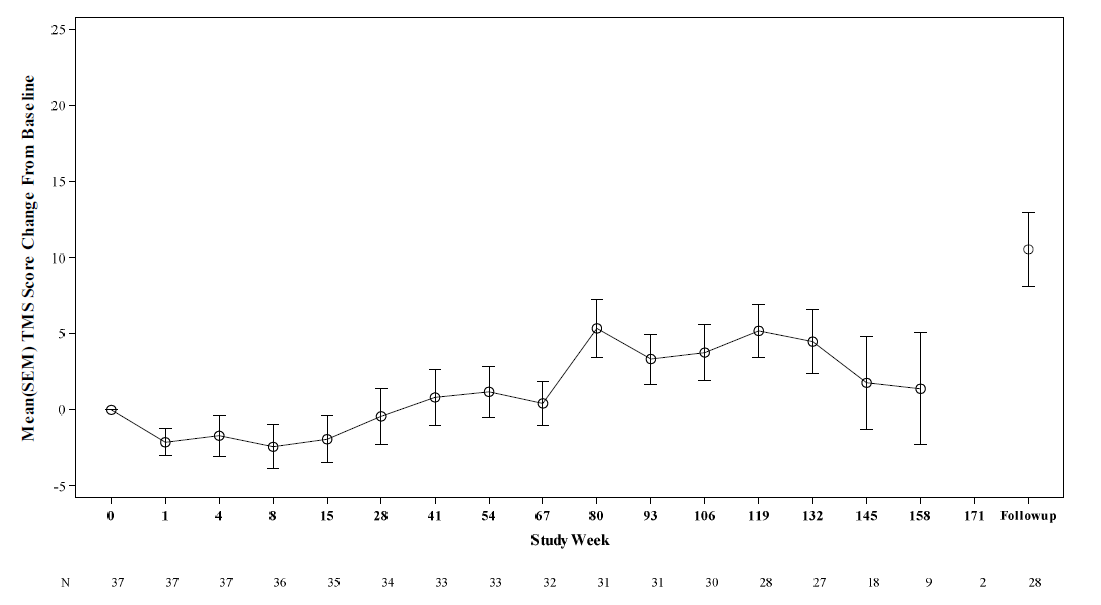 Mean(SEM) TMS Score Change From Baseline
25
20
15
10
5
0
-5
0 1 4 8 15 28 41 54 67 80 93 106 119 132 145 158 171 Followup
Study Week
N 37 37 37 36 35 34 33 33 32 31 31 30 28 27 18 9 2 28